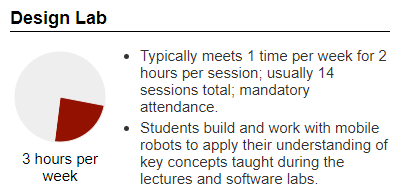 Design Lab
3 hours per
week
• Typically meets 1 time per week for 2
hours per session; usually 14
sessions total; mandatory
attendance.
• Students build and work with mobile
robots to apply their understanding of
key concepts taught during the
lectures and software labs.